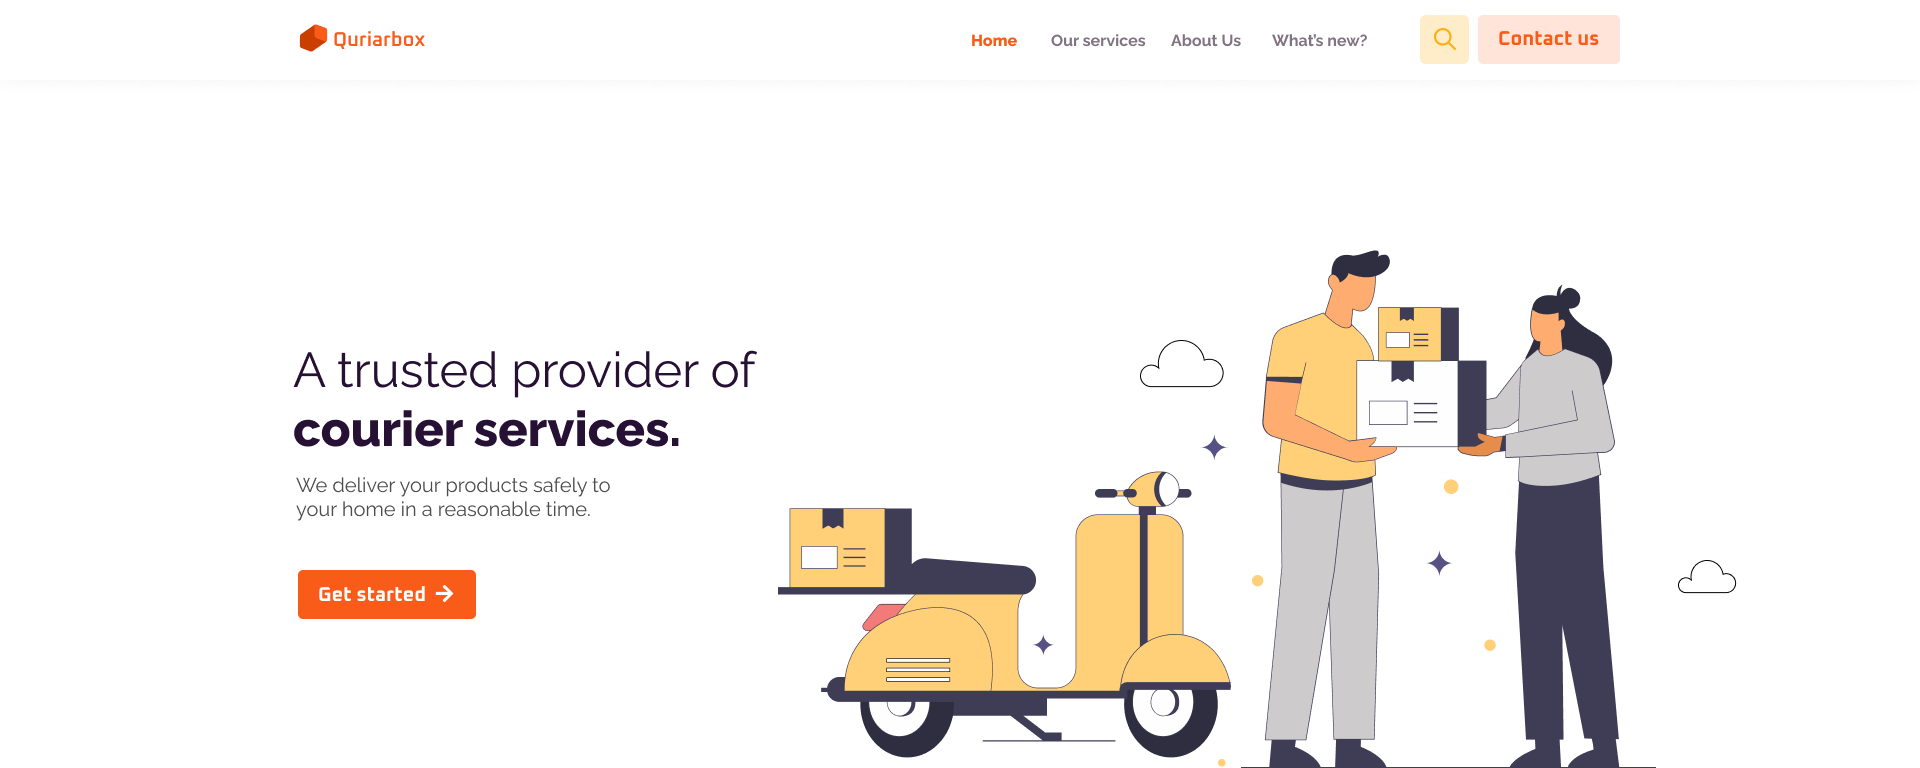 Quriarbox
Home
Our services
About Us
What's new?
Contact us
A trusted provider of
courier services.
We deliver your products safely to
your home in a reasonable time.
Get started